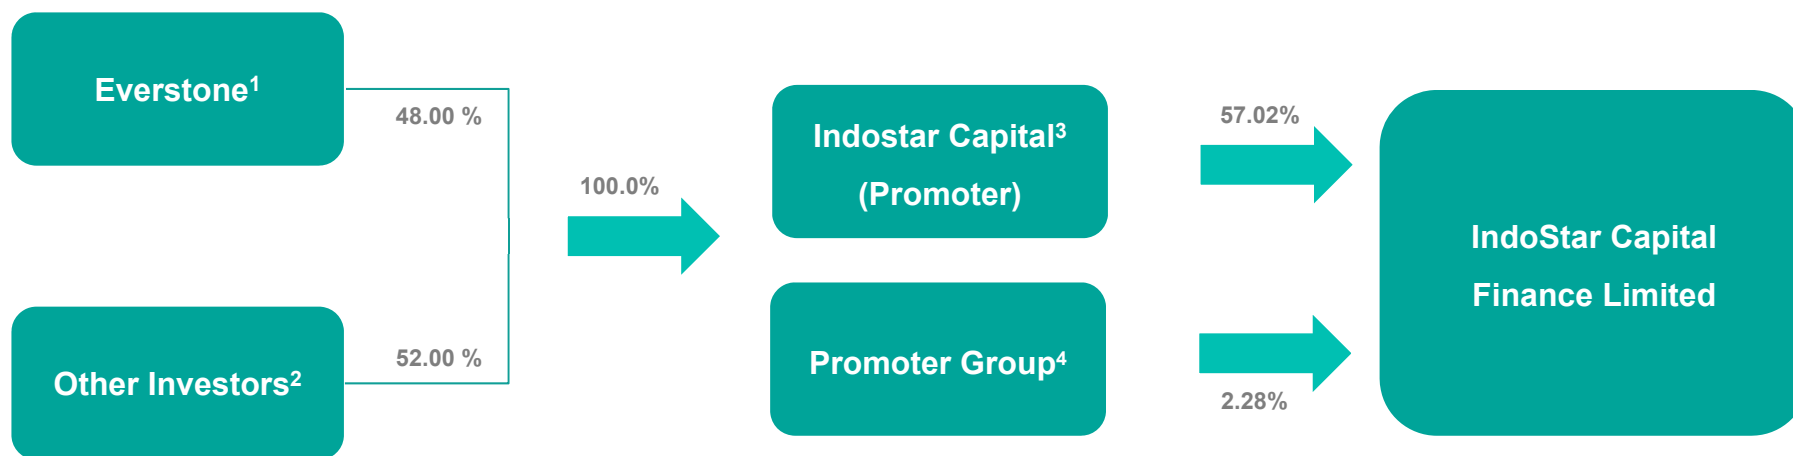 Everstone¹
48.00 %
Other Investors²
52.00 %
100.0%
Indostar Capital³
(Promoter)
Promoter Group⁴
57.02%
2.28%
IndoStar Capital
Finance Limited